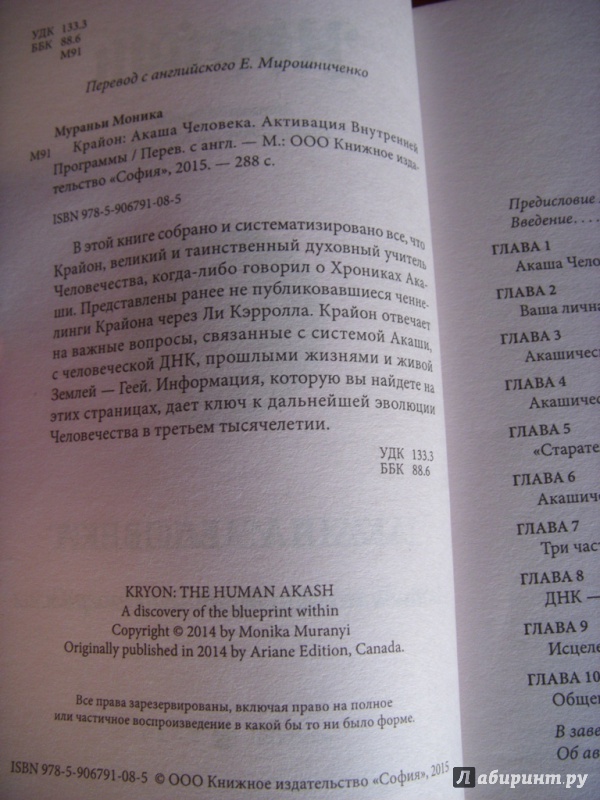 УДК 133.3
ББК 88.6
М91
Перевод с английского Е. Мирошниченко
Мураньи Моника
М91 Крайон: Акаша Человека. Активация Внутренней
Программы / Перев. с англ. — М.: ООО Книжное изда-
тельство «София», 2015. — 288 с.
ISBN 978-5-906791-08-5
В этой книге собрано и систематизировано все, что
Крайон, великий и таинственный духовный учитель
Человечества, когда-либо говорил о Хрониках Ака-
ши. Представлены ранее не публиковавшиеся ченне-
линги Крайона через Ли Кэрролла. Крайон отвечает
на важные вопросы, связанные с системой Акаши,
с человеческой ДНК, прошлыми жизнями и живой
Землей — Геей. Информация, которую вы найдете на
этих страницах, дает ключ к дальнейшей эволюции
Человечества в третьем тысячелетии.
УДК 133.3
ББК 88.6
KRYON: THE HUMAN AKASH
A discovery of the blueprint within
Copyright © 2014 by Monika Muranyi
Originally published in 2014 by Ariane Edition, Canada.
Все права зарезервированы, включая право на полное
или частичное воспроизведение в какой бы то ни было форме.
ISBN 978-5-906791-08-5 © ООО Книжное издательство «София», 2015
Предисловие
Введение....
ГЛАВА 1
Акаша Чело
ГЛАВА 2
Ваша лична
ГЛАВА 3
Акашическ
ГЛАВА 4
Акашическ
ГЛАВА 5
«Старате
ГЛАВА 6
Акашич
ГЛАВА 7
Три част
ГЛАВА 8
ДНК —
ГЛАВА 9
Исцеле
ГЛАВА 10
Общен
В заве
Об ав
Лабиринт.ру